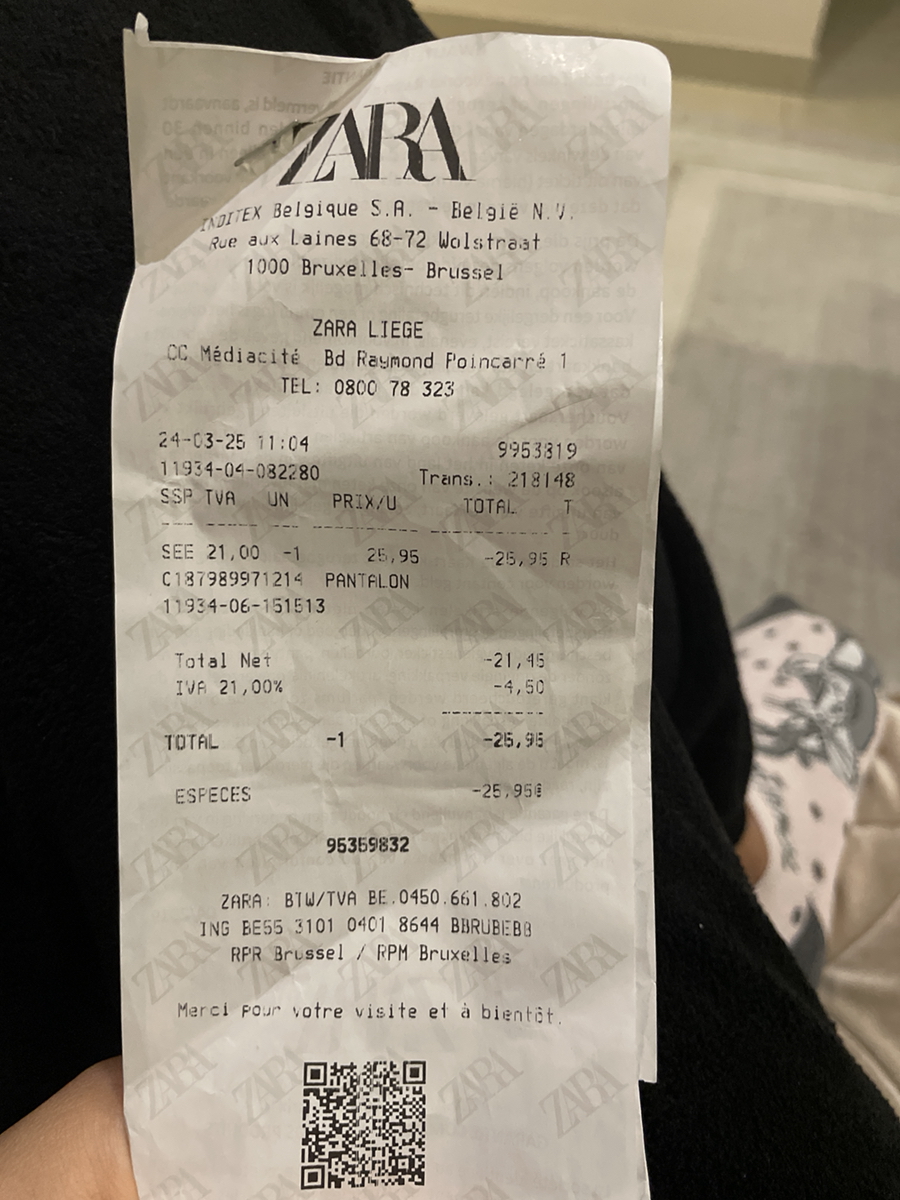 ZARA
INDITEX Belgique S.A. - België N.V.
Rue aux Laines 68-72 Wolstraat
1000 Bruxelles- Brussel
ZARA LIEGE
CC Médiacité Bd Raymond Poincarré 1
TEL: 0800 78 323
24-03-25 11:04 9953819
11934-04-082280 Trans.: 218148
SSP TVA UN PRIX/U TOTAL T
SEE 21,00 -1 25,95 -25,95 R
C187989971214 PANTALON
11934-06-151513
Total Net -21,45
IVA 21,00% -4,50
TOTAL -1 -25,95
ESPECES -25,95€
95359832
ZARA: BTW/TVA BE.0450.661.802
ING BE55 3101 0401 8644 BBRUBEBB
RPR Brussel / RPM Bruxelles
Merci pour votre visite et à bientôt.